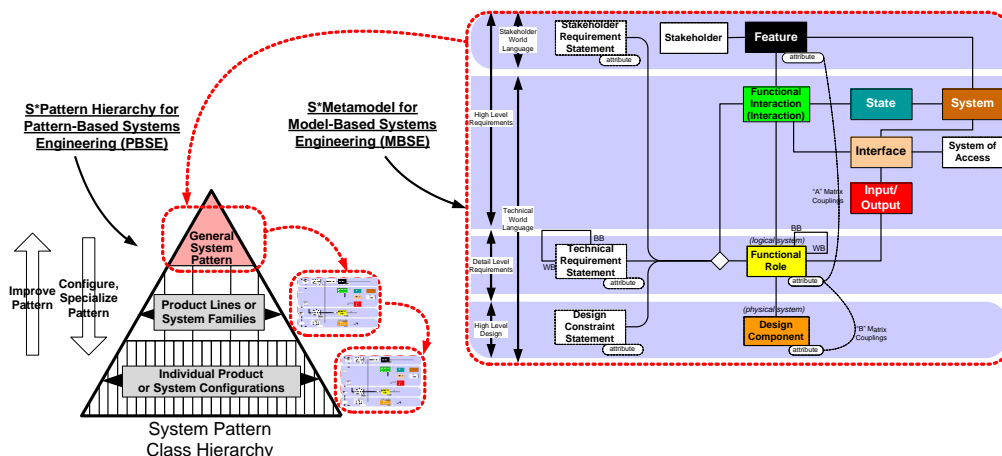 S*Pattern Hierarchy for
Pattern-Based Systems
Engineering (PBSE)
S*Metamodel for
Model-Based Systems
Engineering (MBSE)
Improve
Pattern
Configure,
Specialize
Pattern
General
System
Pattern
Product Lines or
System Families
Individual Product
or System Configurations
System Pattern
Class Hierarchy
Stakeholder
World
Language
High Level
Requirements
Technical
World
Language
Detail Level
Requirements
High Level
Design
Stakeholder
Requirement
Statement
attribute
Stakeholder
Feature
attribute
Functional
Interaction
(Interaction)
State
System
Interface
System of
Access
Input/
Output
"A" Matrix
Couplings
BB
WB
Technical
Requirement
Statement
attribute
(logical system)
Functional
Role
attribute
BB
WB
Design
Constraint
Statement
attribute
(physical system)
Design
Component
attribute
"B" Matrix
Couplings